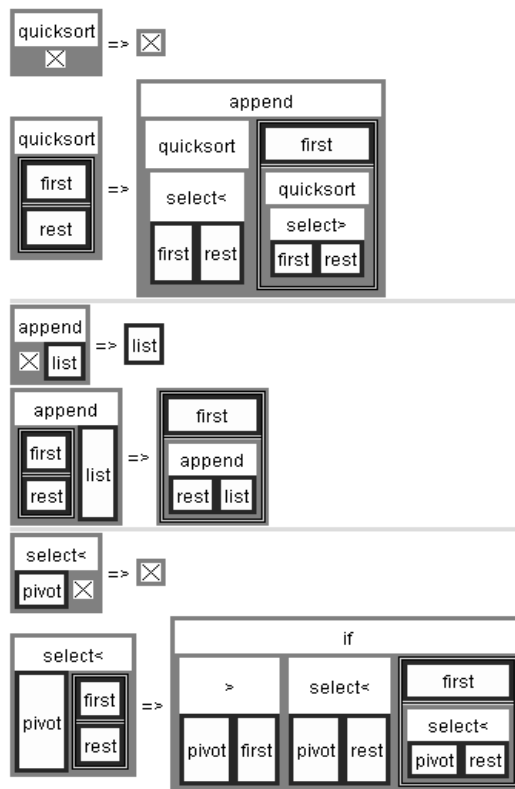 quicksort
=>
append
quicksort
first
rest
=>
quicksort
first
select<
quicksort
select>
first rest
first rest
append
list
=>
list
append
first
rest
list
=>
first
append
rest list
select<
pivot
=>
select<
pivot
first
rest
=>
if
>
select<
first
select<
pivot first
pivot rest
pivot rest